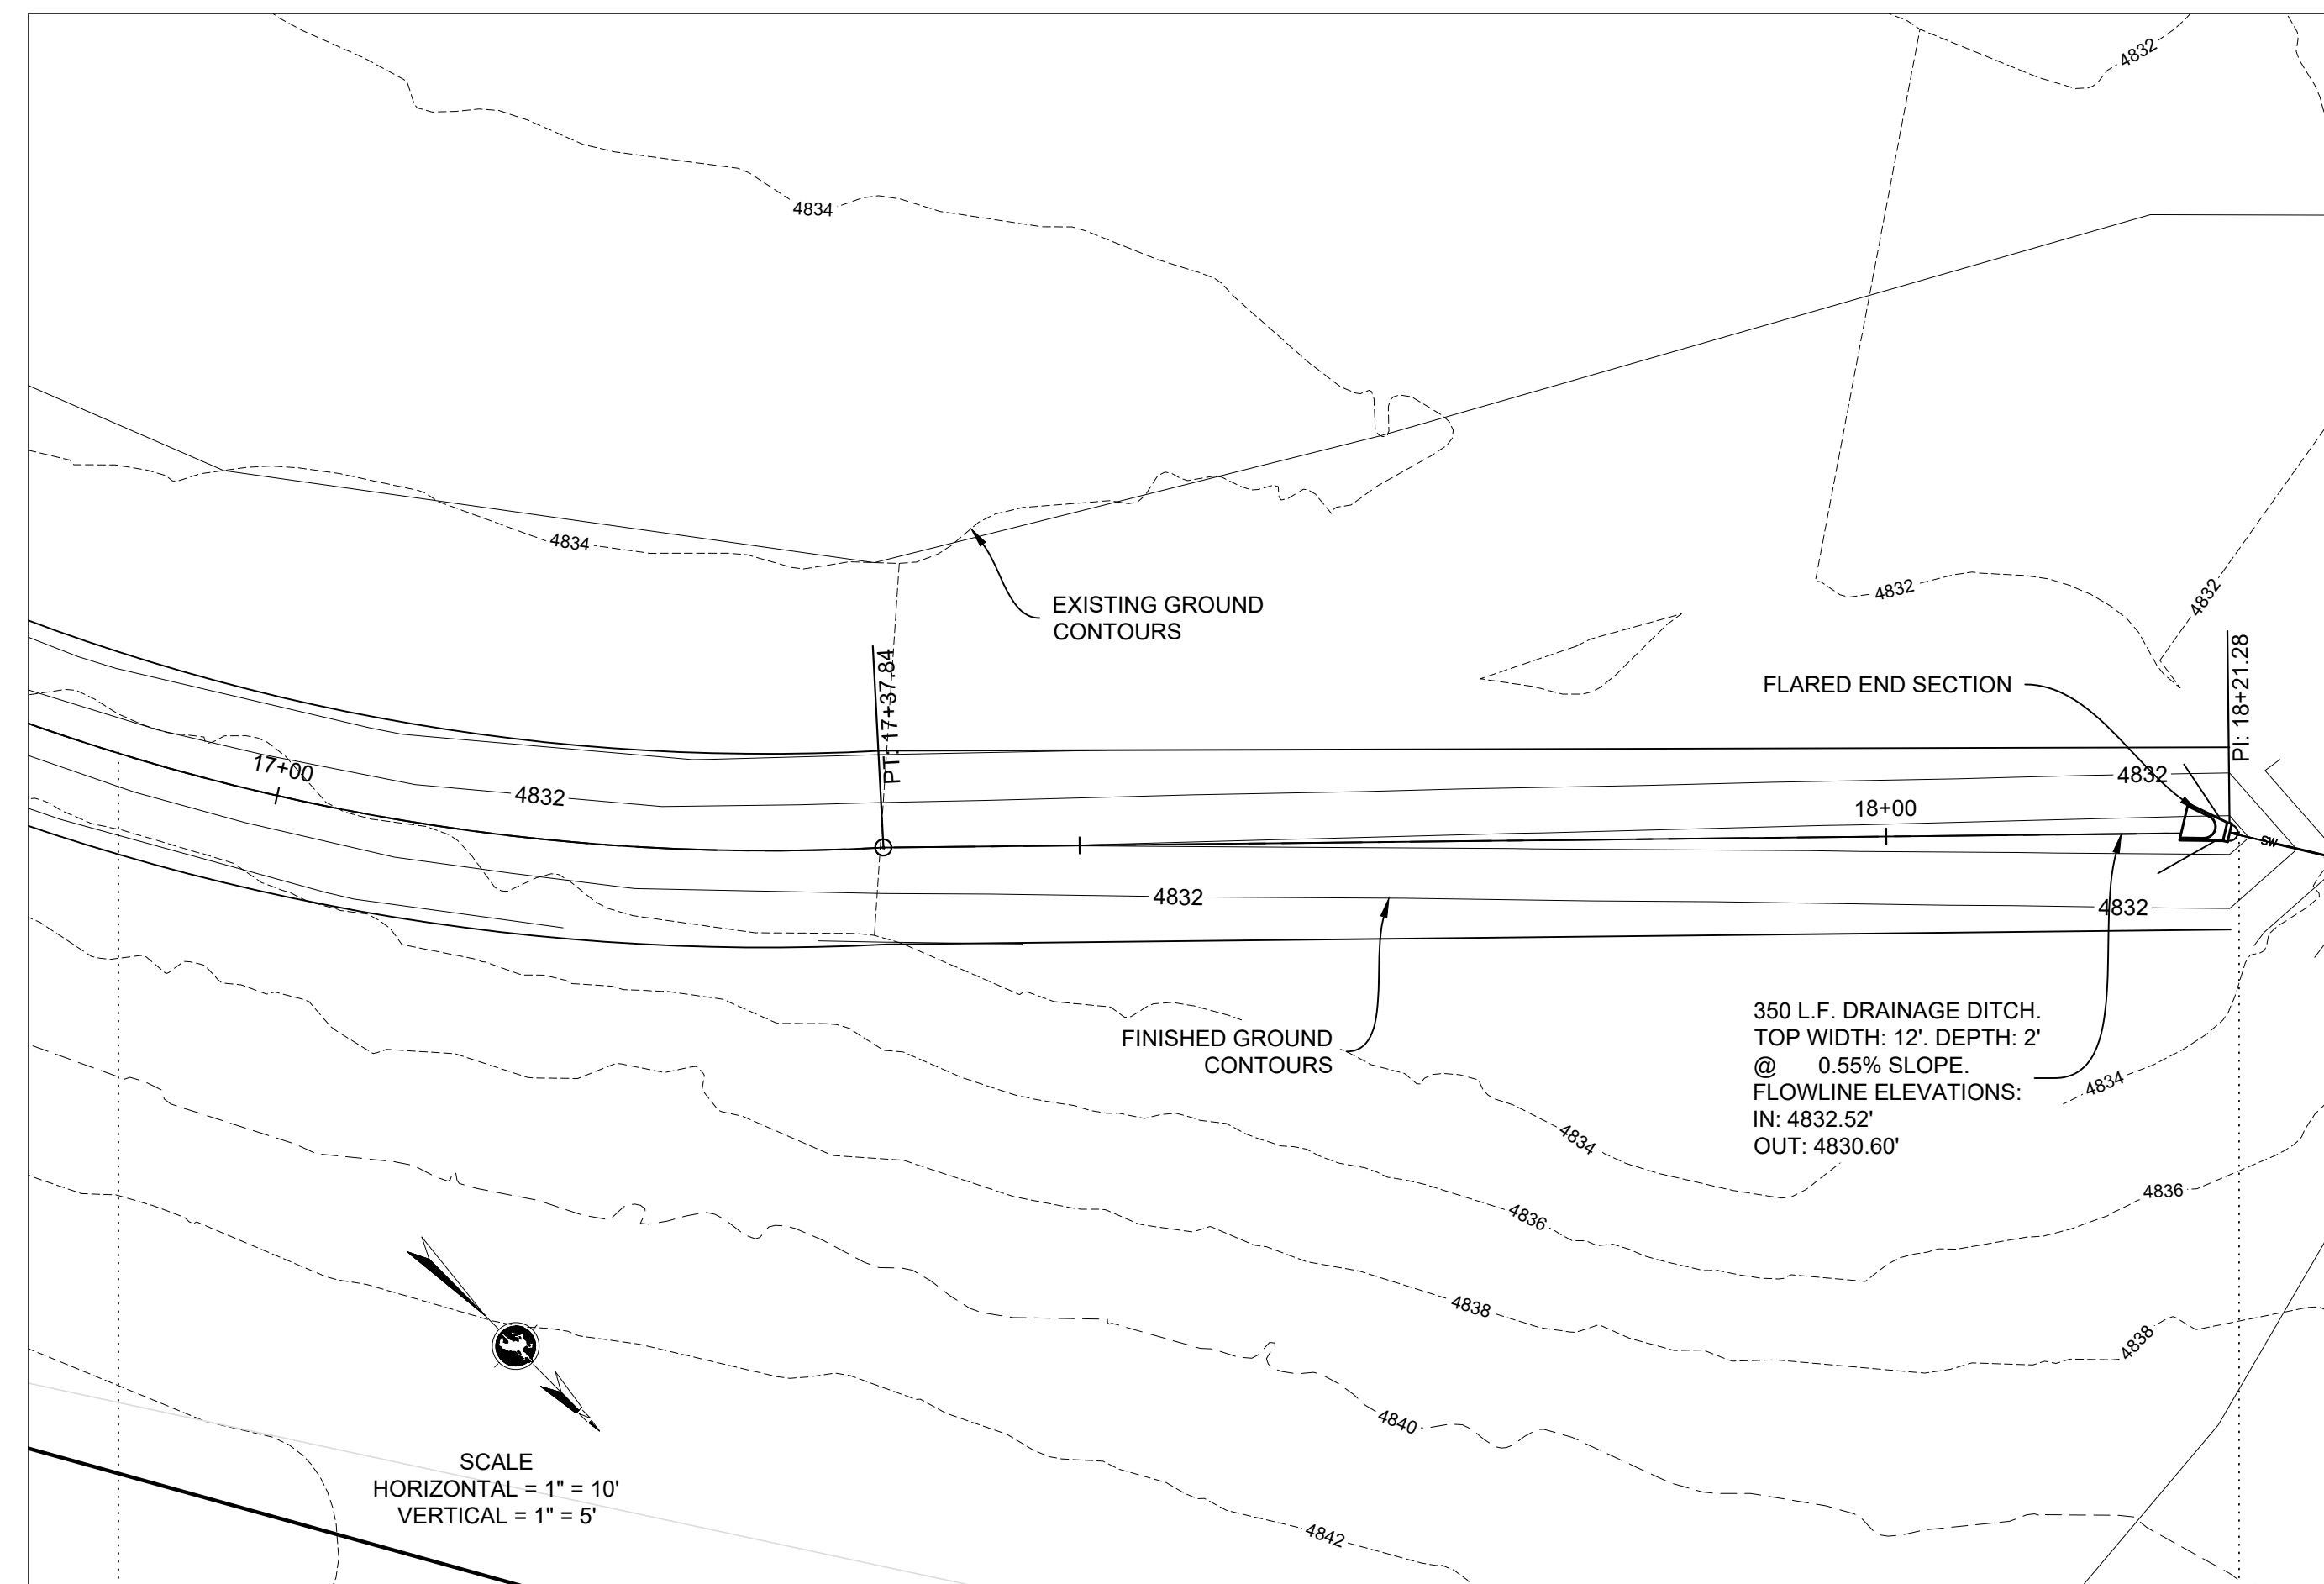 4832
4834
4834
EXISTING GROUND
CONTOURS
4832
4832
FLARED END SECTION
PT: 17+37.84
PI: 18+21.28
17+00
4832
4832
18+00
SW
4832
4832
FINISHED GROUND
CONTOURS
350 L.F. DRAINAGE DITCH.
TOP WIDTH: 12'. DEPTH: 2'
@ 0.55% SLOPE.
FLOWLINE ELEVATIONS:
IN: 4832.52'
OUT: 4830.60'
4834
4834
4836
4836
4838
4838
4840
4842
N
SCALE
HORIZONTAL = 1" = 10'
VERTICAL = 1" = 5'